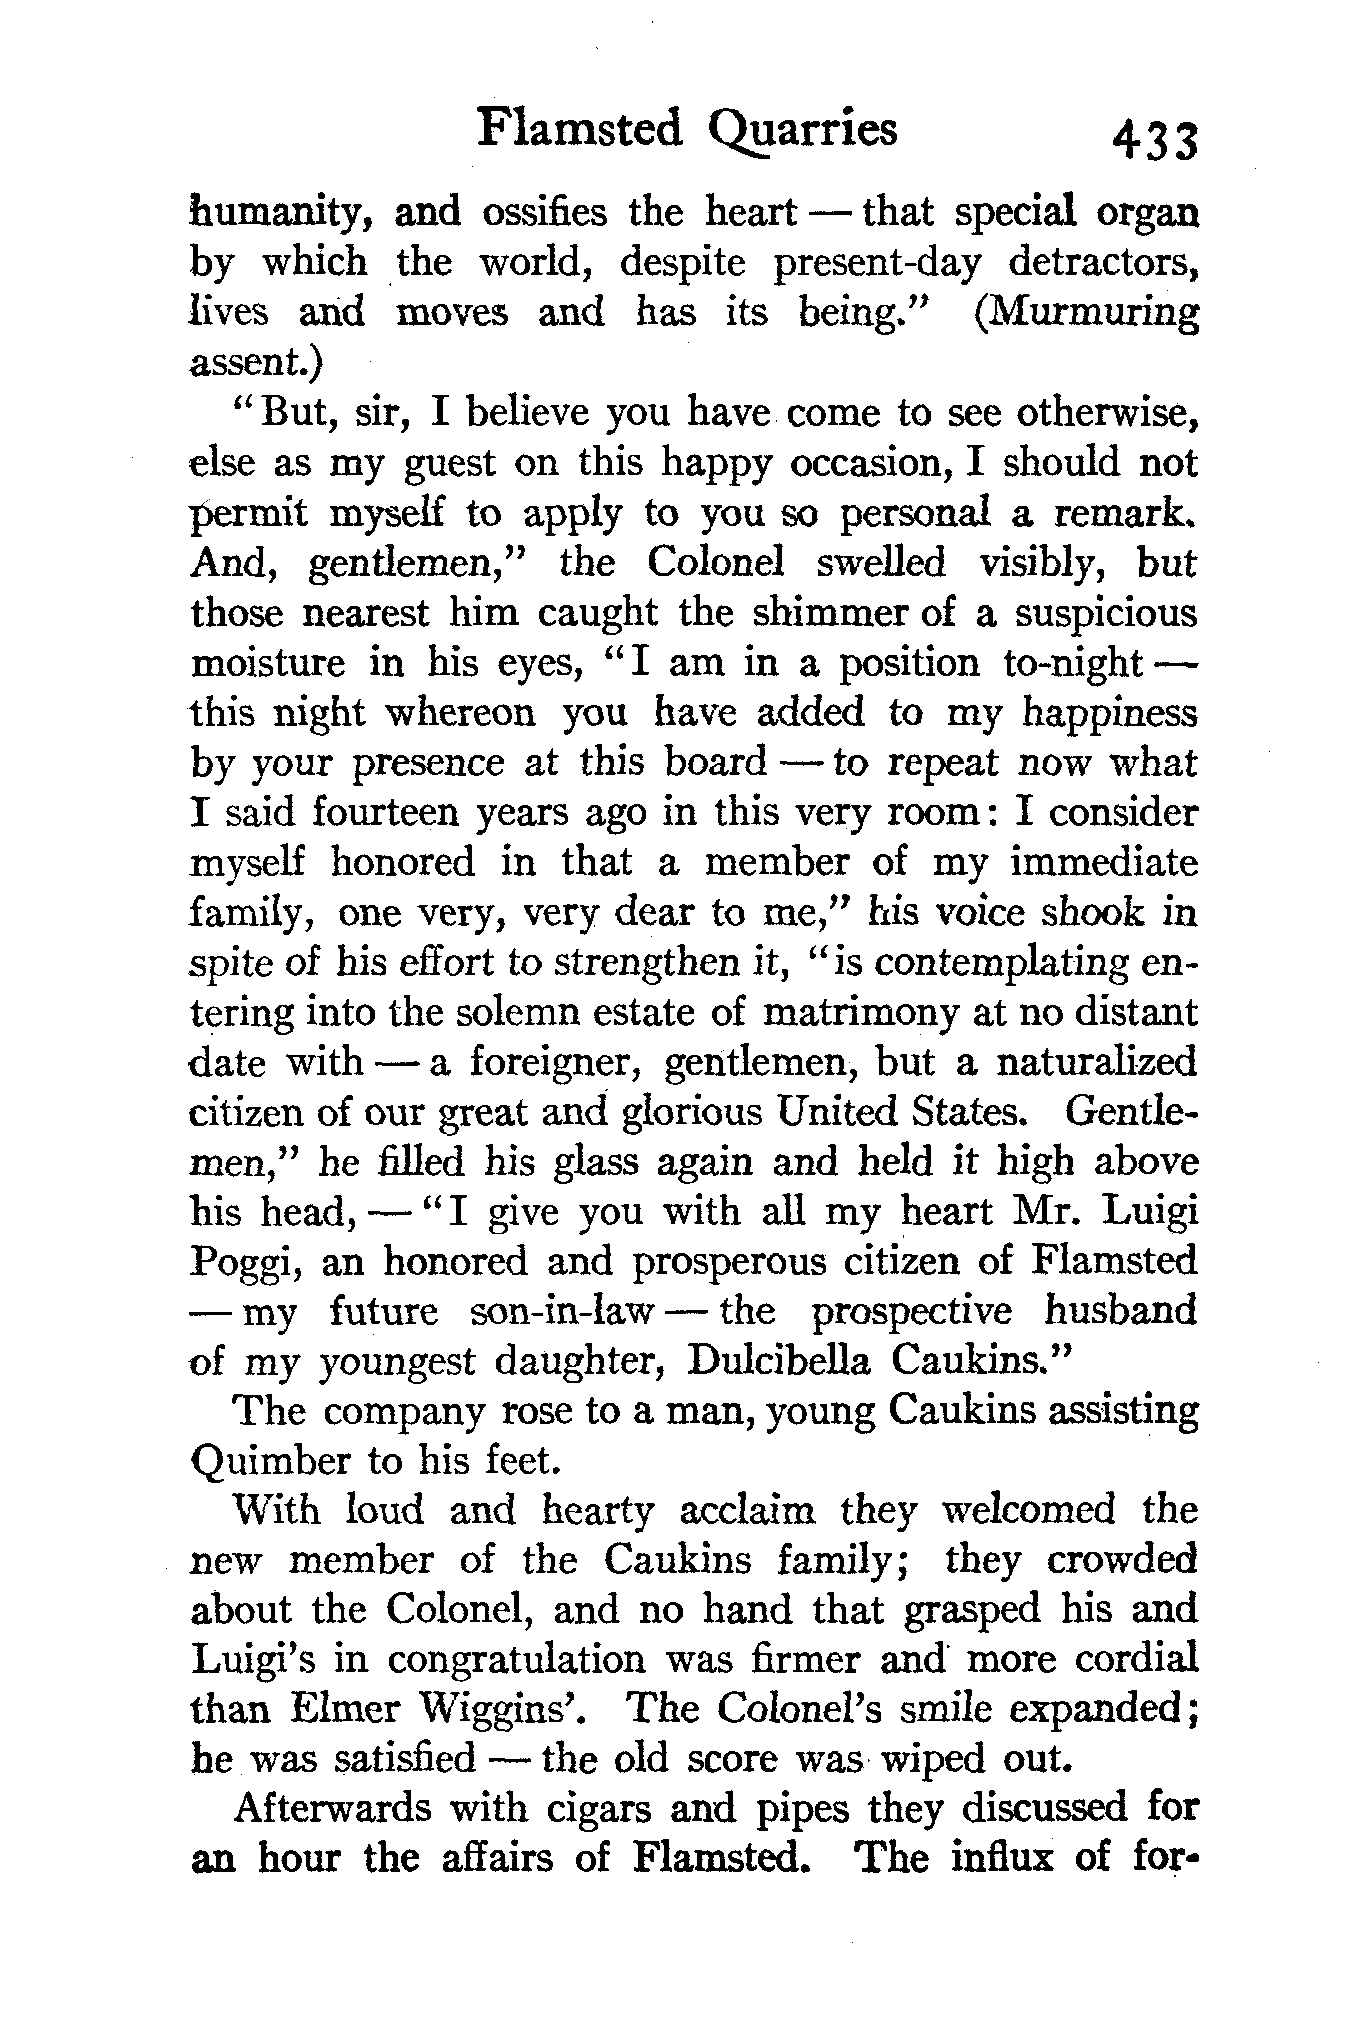 Flamsted Quarries 433
humanity, and ossifies the heart — that special organ
by which the world, despite present-day detractors,
lives and moves and has its being.” (Murmuring
assent.)
“But, sir, I believe you have come to see otherwise,
else as my guest on this happy occasion, I should not
permit myself to apply to you so personal a remark.
And, gentlemen,” the Colonel swelled visibly, but
those nearest him caught the shimmer of a suspicious
moisture in his eyes, “I am in a position to-night —
this night whereon you have added to my happiness
by your presence at this board — to repeat now what
I said fourteen years ago in this very room: I consider
myself honored in that a member of my immediate
family, one very, very dear to me,” his voice shook in
spite of his effort to strengthen it, “is contemplating en-
tering into the solemn estate of matrimony at no distant
date with — a foreigner, gentlemen, but a naturalized
citizen of our great and glorious United States. Gentle-
men,” he filled his glass again and held it high above
his head, — “I give you with all my heart Mr. Luigi
Poggi, an honored and prosperous citizen of Flamsted
— my future son-in-law — the prospective husband
of my youngest daughter, Dulcibella Caukins.”
The company rose to a man, young Caukins assisting
Quimber to his feet.
With loud and hearty acclaim they welcomed the
new member of the Caukins family; they crowded
about the Colonel, and no hand that grasped his and
Luigi’s in congratulation was firmer and more cordial
than Elmer Wiggins’. The Colonel’s smile expanded;
he was satisfied — the old score was wiped out.
Afterwards with cigars and pipes they discussed for
an hour the affairs of Flamsted. The influx of for-